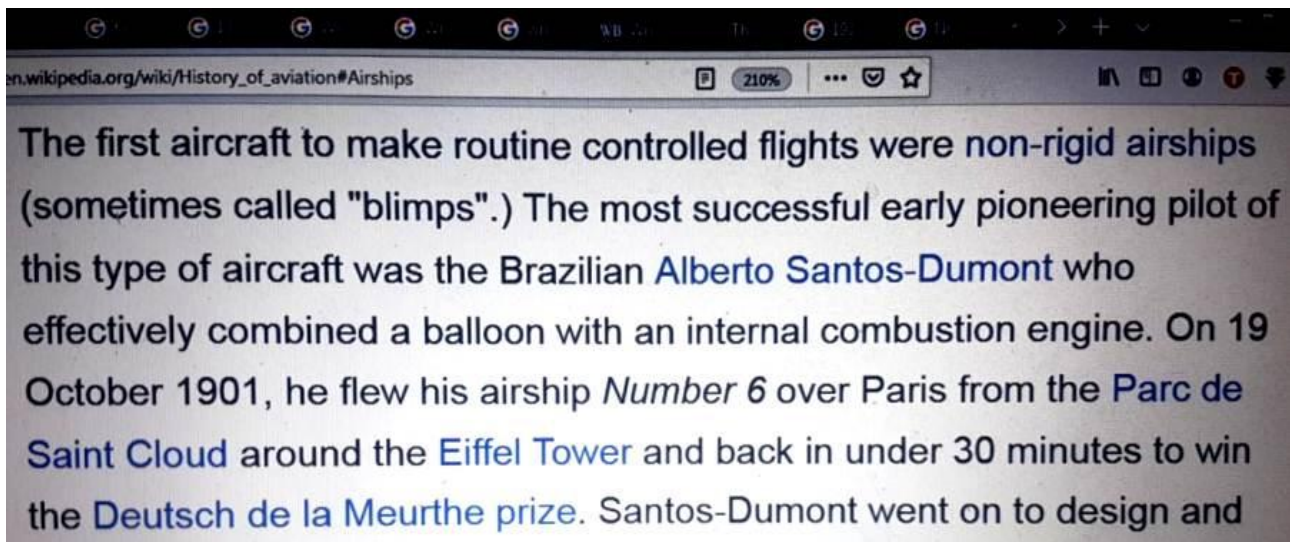 en.wikipedia.org/wiki/History_of_aviation#Airships 210%
The first aircraft to make routine controlled flights were non-rigid airships
(sometimes called "blimps".) The most successful early pioneering pilot of
this type of aircraft was the Brazilian Alberto Santos-Dumont who
effectively combined a balloon with an internal combustion engine. On 19
October 1901, he flew his airship Number 6 over Paris from the Parc de
Saint Cloud around the Eiffel Tower and back in under 30 minutes to win
the Deutsch de la Meurthe prize. Santos-Dumont went on to design and